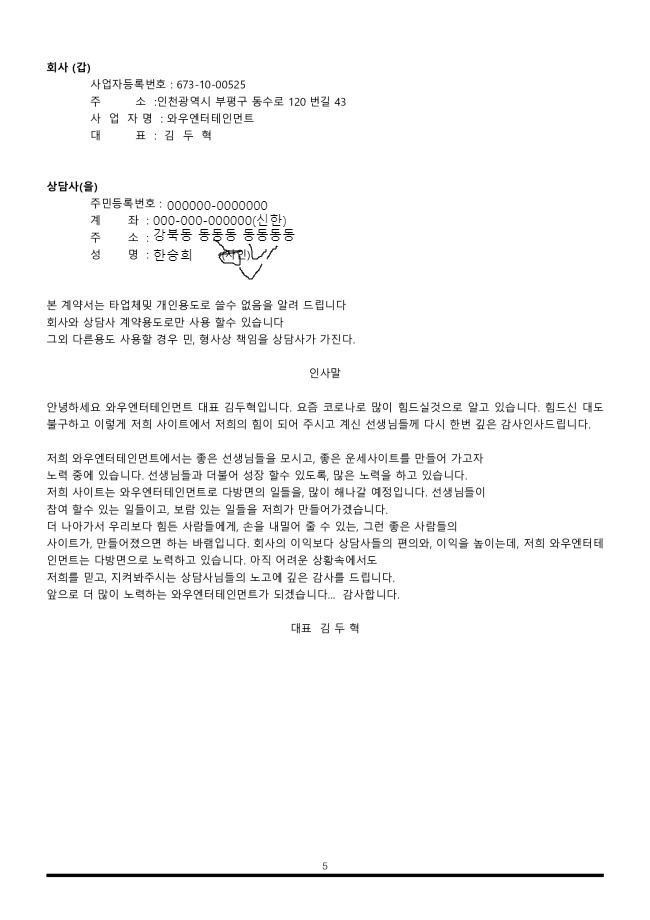 회사 (갑)
사업자등록번호 : 673-10-00525
주 소 :인천광역시 부평구 동수로 120 번길 43
사 업 자 명 : 와우엔터테인먼트
대 표 : 김 두 혁
상담사(을)
주민등록번호 : 000000-0000000
계 좌 : 000-000-000000(신한)
주 소 : 강북동 동동동 동동동동
성 명 : 한승희 (사인)
본 계약서는 타업체및 개인용도로 쓸수 없음을 알려 드립니다
회사와 상담사 계약용도로만 사용 할수 있습니다
그외 다른용도 사용할 경우 민, 형사상 책임을 상담사가 가진다.
인사말
안녕하세요 와우엔터테인먼트 대표 김두혁입니다. 요즘 코로나로 많이 힘드실것으로 알고 있습니다. 힘드신 대도
불구하고 이렇게 저희 사이트에서 저희의 힘이 되어 주시고 계신 선생님들께 다시 한번 깊은 감사인사드립니다.
저희 와우엔터테인먼트에서는 좋은 선생님들을 모시고, 좋은 운세사이트를 만들어 가고자
노력 중에 있습니다. 선생님들과 더불어 성장 할수 있도록, 많은 노력을 하고 있습니다.
저희 사이트는 와우엔터테인먼트로 다방면의 일들을, 많이 해나갈 예정입니다. 선생님들이
참여 할수 있는 일들이고, 보람 있는 일들을 저희가 만들어가겠습니다.
더 나아가서 우리보다 힘든 사람들에게, 손을 내밀어 줄 수 있는, 그런 좋은 사람들의
사이트가, 만들어졌으면 하는 바램입니다. 회사의 이익보다 상담사들의 편의와, 이익을 높이는데, 저희 와우엔터테
인먼트는 다방면으로 노력하고 있습니다. 아직 어려운 상황속에서도
저희를 믿고, 지켜봐주시는 상담사님들의 노고에 깊은 감사를 드립니다.
앞으로 더 많이 노력하는 와우엔터테인먼트가 되겠습니다... 감사합니다.
대표 김 두 혁
5